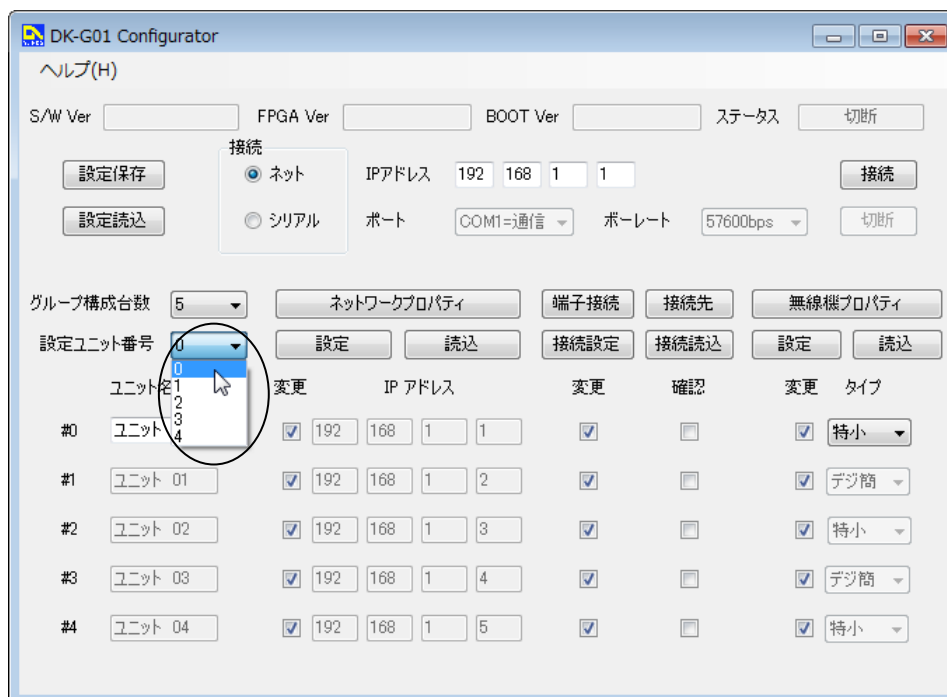 DK-G01 Configurator
ヘルプ(H)
S/W Ver FPGA Ver BOOT Ver ステータス 切断
接続
設定保存 ネット IPアドレス 192 168 1 1 接続
設定読込 シリアル ポート COM1=通信 ボーレート 57600bps 切断
グループ構成台数 5 ネットワークプロパティ 端子接続 接続先 無線機プロパティ
設定ユニット番号 0 設定 読込 接続設定 接続読込 設定 読込
0
1
2
3
4
ユニット名 変更 IP アドレス 変更 確認 変更 タイプ
#0 ユニット 192 168 1 1 特小
#1 ユニット 01 192 168 1 2 デジ簡
#2 ユニット 02 192 168 1 3 特小
#3 ユニット 03 192 168 1 4 デジ簡
#4 ユニット 04 192 168 1 5 特小